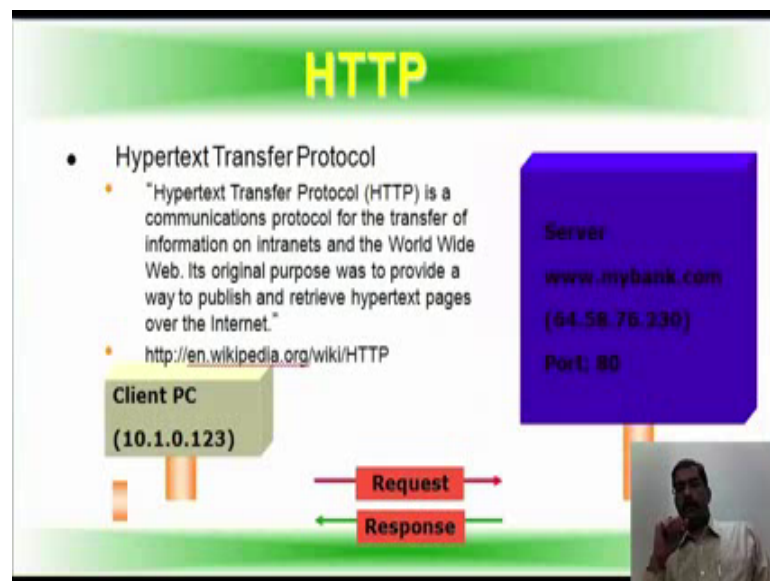 HTTP
Hypertext Transfer Protocol
"Hypertext Transfer Protocol (HTTP) is a
communications protocol for the transfer of
information on intranets and the World Wide
Web. Its original purpose was to provide a
way to publish and retrieve hypertext pages
over the Internet."
http://en.wikipedia.org/wiki/HTTP
Client PC
(10.1.0.123)
Server
www.mybank.com
(64.58.76.230)
Port: 80
Request
Response